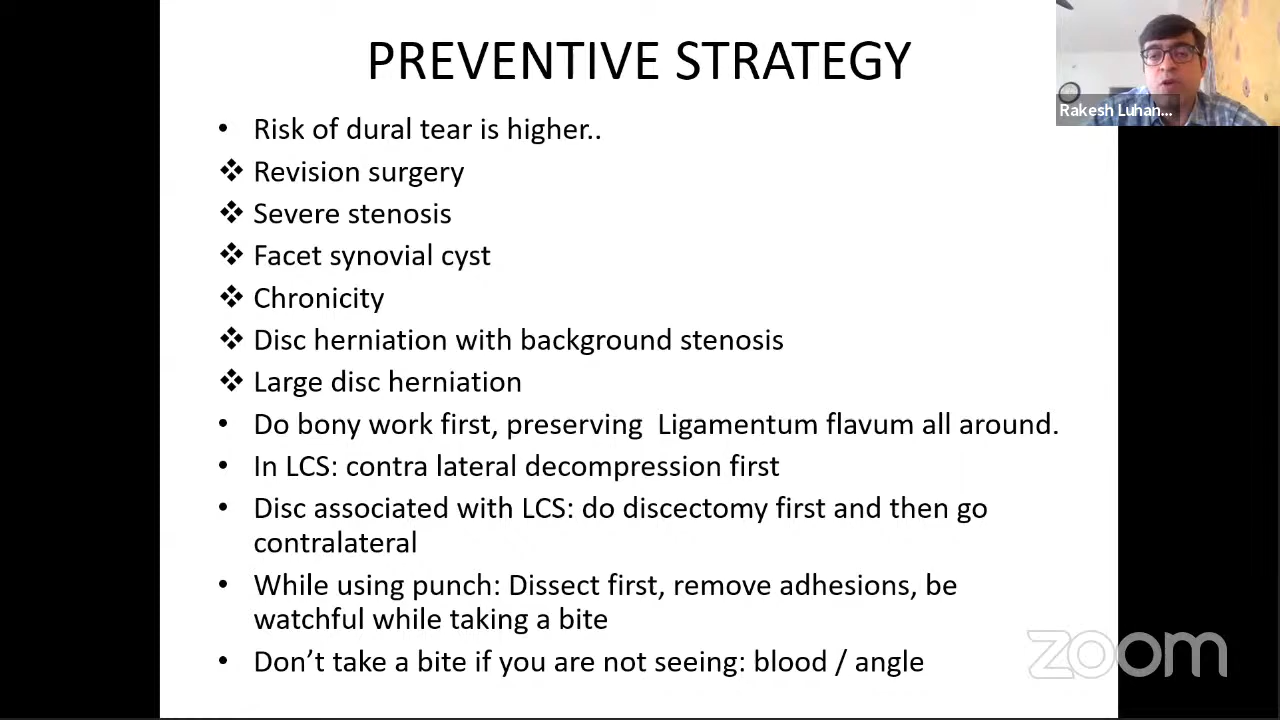 PREVENTIVE STRATEGY
• Risk of dural tear is higher..
❖ Revision surgery
❖ Severe stenosis
❖ Facet synovial cyst
❖ Chronicity
❖ Disc herniation with background stenosis
❖ Large disc herniation
• Do bony work first, preserving  Ligamentum flavum all around.
• In LCS: contra lateral decompression first
• Disc associated with LCS: do discectomy first and then go
contralateral
• While using punch: Dissect first, remove adhesions, be
watchful while taking a bite
• Don’t take a bite if you are not seeing: blood / angle
Rakesh Luhan...
zoom